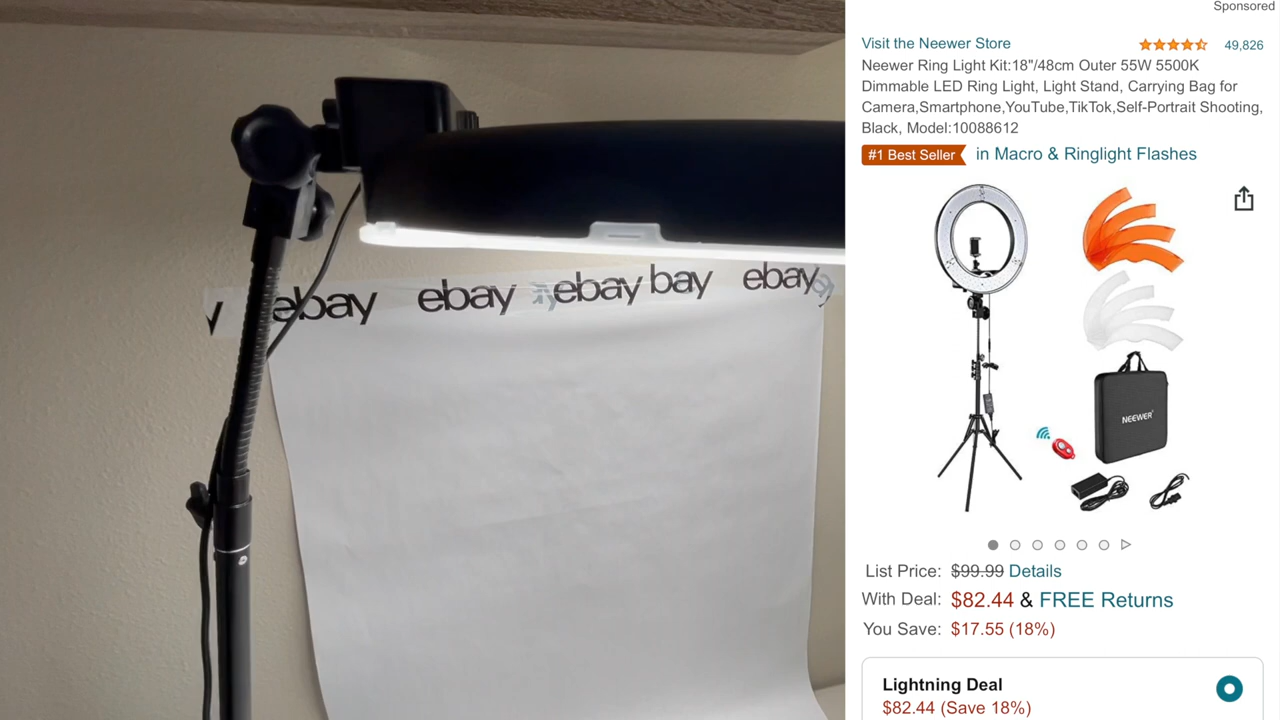 ebay ebay ebay bay ebay
Sponsored
Visit the Neewer Store
49,826
Neewer Ring Light Kit:18"/48cm Outer 55W 5500K
Dimmable LED Ring Light, Light Stand, Carrying Bag for
Camera,Smartphone,YouTube,TikTok,Self-Portrait Shooting,
Black, Model:10088612
#1 Best Seller in Macro & Ringlight Flashes
NEEWER
List Price: $99.99 Details
With Deal: $82.44 & FREE Returns
You Save: $17.55 (18%)
Lightning Deal
$82.44 (Save 18%)